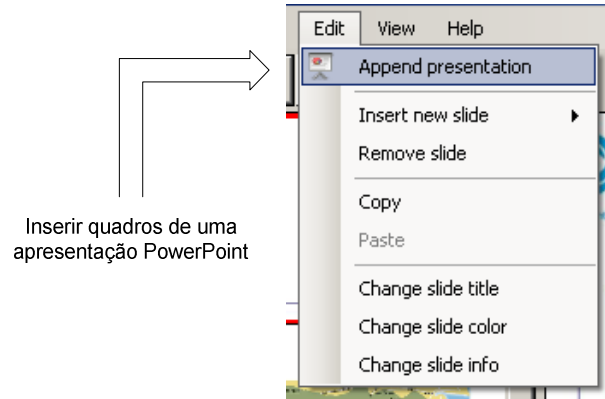 Edit View Help
Append presentation
Insert new slide
Remove slide
Copy
Paste
Change slide title
Change slide color
Change slide info
Inserir quadros de uma
apresentação PowerPoint